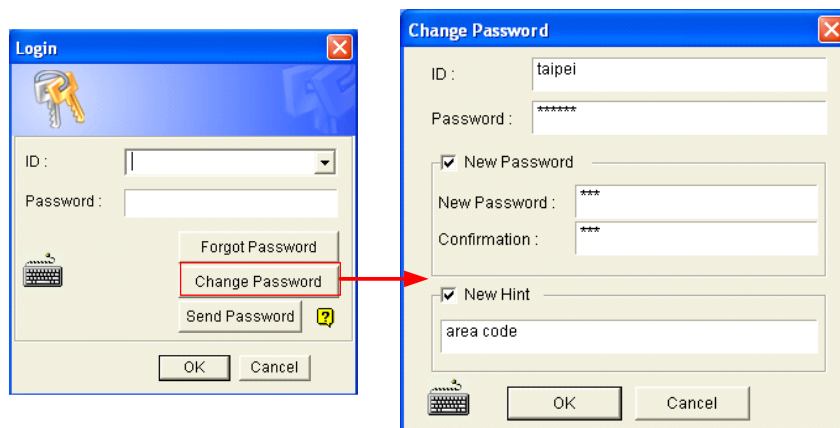 Login
ID :
Password :
Forgot Password
Change Password
Send Password ?
OK Cancel
Change Password
ID : taipei
Password : ******
New Password
New Password : ***
Confirmation : ***
New Hint
area code
OK Cancel